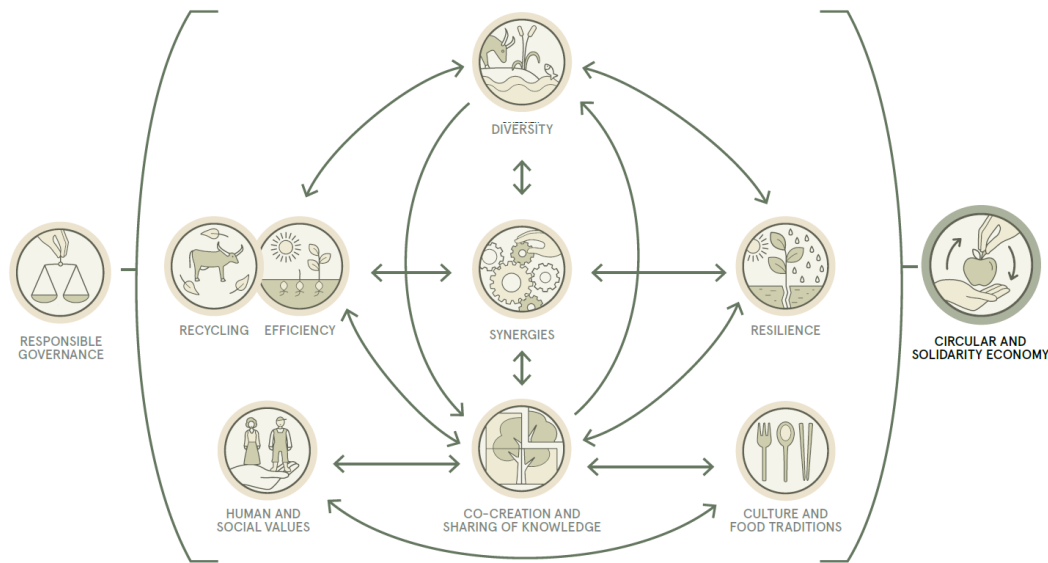 DIVERSITY
RECYCLING
EFFICIENCY
SYNERGIES
RESILIENCE
RESPONSIBLE
GOVERNANCE
CIRCULAR AND
SOLIDARITY ECONOMY
HUMAN AND
SOCIAL VALUES
CO-CREATION AND
SHARING OF KNOWLEDGE
CULTURE AND
FOOD TRADITIONS